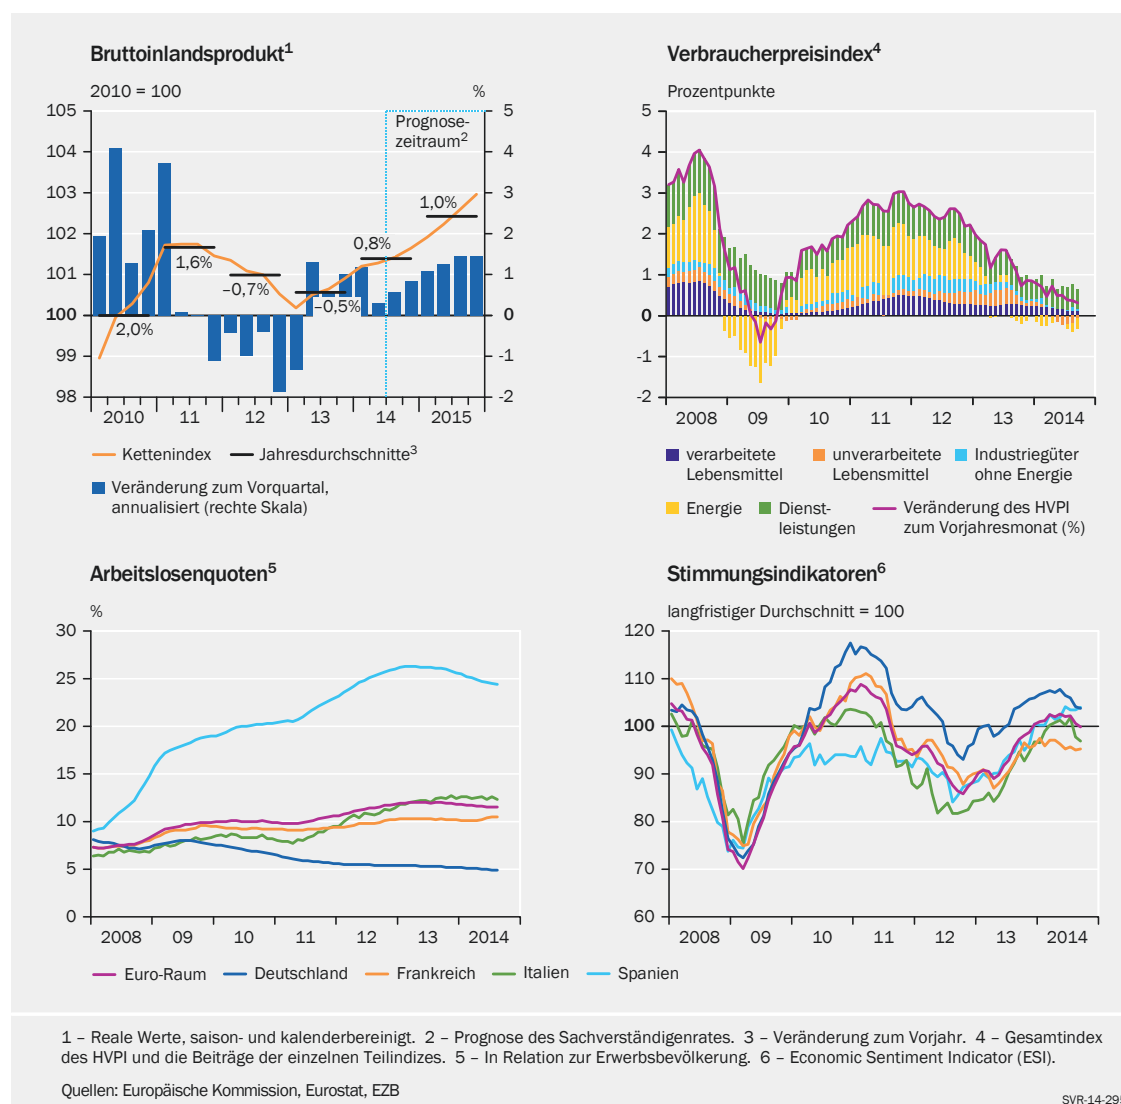 Bruttoinlandsprodukt1
2010 = 100
%
105
104
103
102
101
100
99
98
5
4
3
2
1
0
-1
-2
Prognose-
zeitraum2
2,0%
1,6%
–0,7%
–0,5%
0,8%
1,0%
2010 11 12 13 14 2015
Kettenindex Jahresdurchschnitte3
Veränderung zum Vorquartal,
annualisiert (rechte Skala)
Verbraucherpreisindex4
Prozentpunkte
5
4
3
2
1
0
-1
-2
2008 09 10 11 12 13 2014
verarbeitete
Lebensmittel
unverarbeitete
Lebensmittel
Industriegüter
ohne Energie
Energie
Dienst-
leistungen
Veränderung des HVPI
zum Vorjahresmonat (%)
Arbeitslosenquoten5
%
30
25
20
15
10
5
0
2008 09 10 11 12 13 2014
Stimmungsindikatoren6
langfristiger Durchschnitt = 100
120
110
100
90
80
70
60
2008 09 10 11 12 13 2014
Euro-Raum Deutschland Frankreich Italien Spanien
1 – Reale Werte, saison- und kalenderbereinigt. 2 – Prognose des Sachverständigenrates. 3 – Veränderung zum Vorjahr. 4 – Gesamtindex
des HVPI und die Beiträge der einzelnen Teilindizes. 5 – In Relation zur Erwerbsbevölkerung. 6 – Economic Sentiment Indicator (ESI).
Quellen: Europäische Kommission, Eurostat, EZB
SVR-14-295